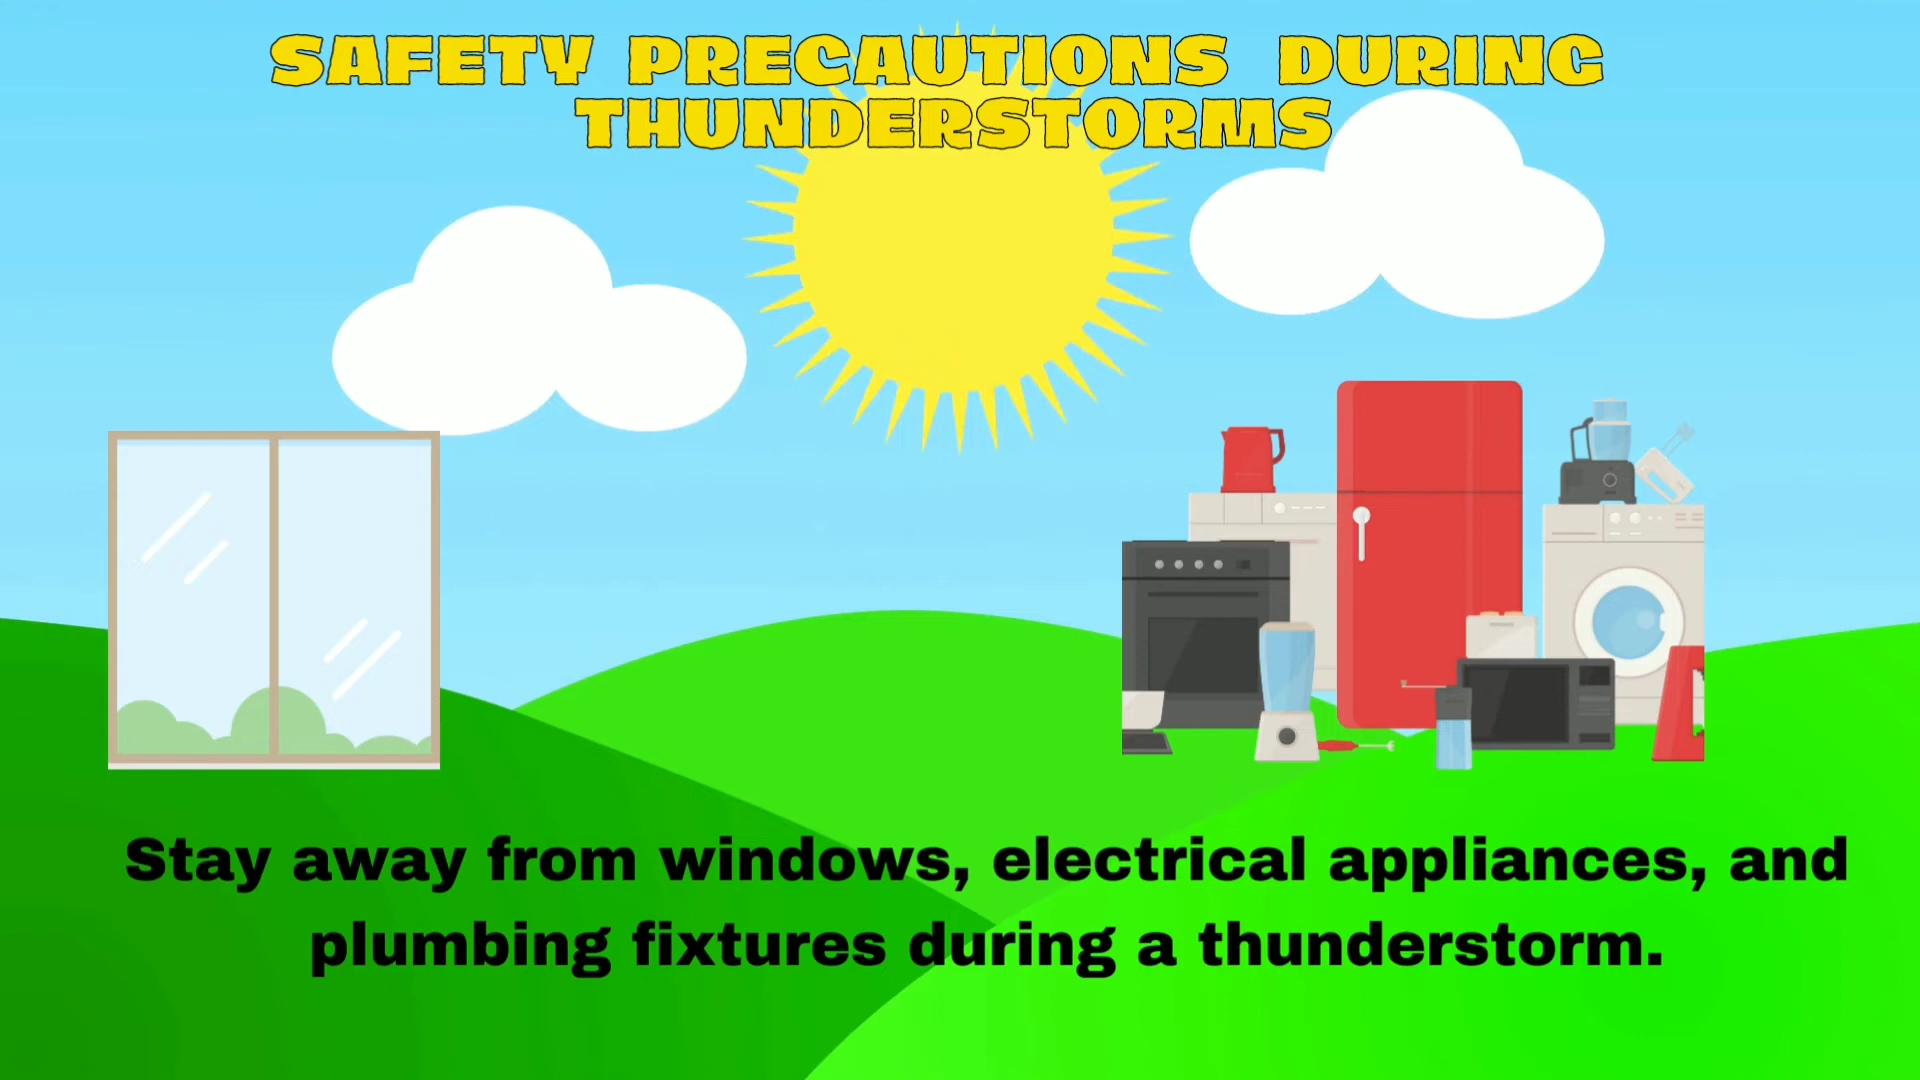 SAFETY PRECAUTIONS DURING
THUNDERSTORMS
Stay away from windows, electrical appliances, and
plumbing fixtures during a thunderstorm.